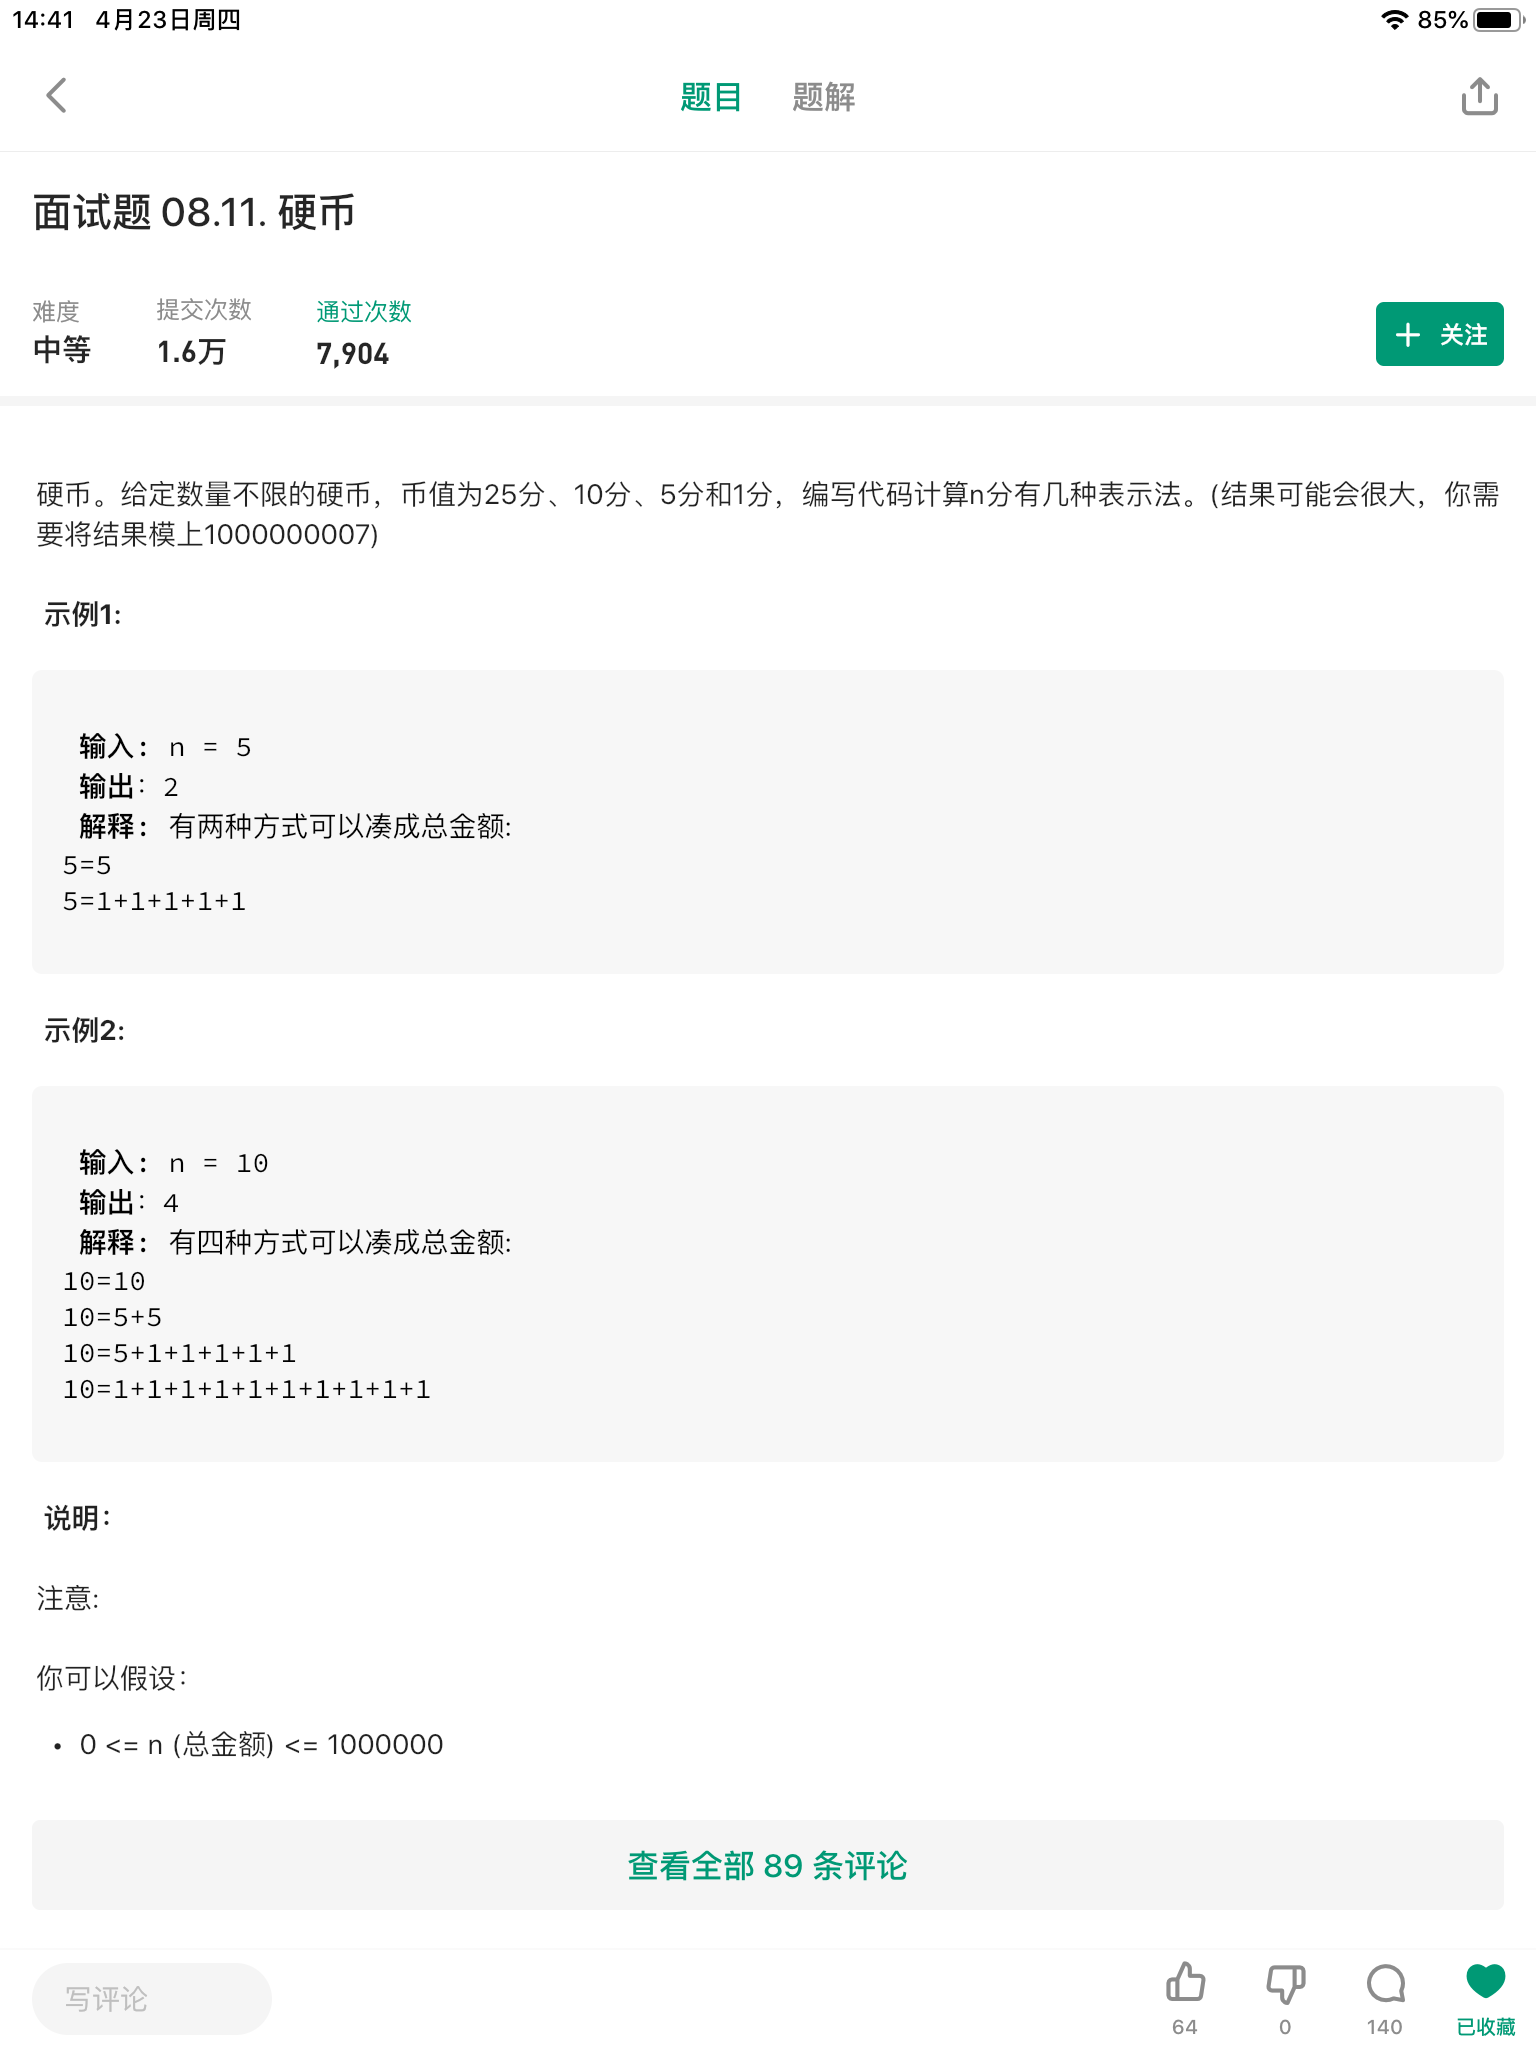 14:41 4月23日周四 85%
题目 题解
面试题 08.11. 硬币
难度 提交次数 通过次数
中等 1.6万 7,904
+ 关注
硬币。给定数量不限的硬币，币值为25分、10分、5分和1分，编写代码计算n分有几种表示法。(结果可能会很大，你需
要将结果模上1000000007)
示例1:
输入: n = 5
输出：2
解释: 有两种方式可以凑成总金额:
5=5
5=1+1+1+1+1
示例2:
输入: n = 10
输出：4
解释: 有四种方式可以凑成总金额:
10=10
10=5+5
10=5+1+1+1+1+1
10=1+1+1+1+1+1+1+1+1+1
说明：
注意:
你可以假设：
• 0 <= n (总金额) <= 1000000
查看全部 89 条评论
写评论
64 0 140 已收藏